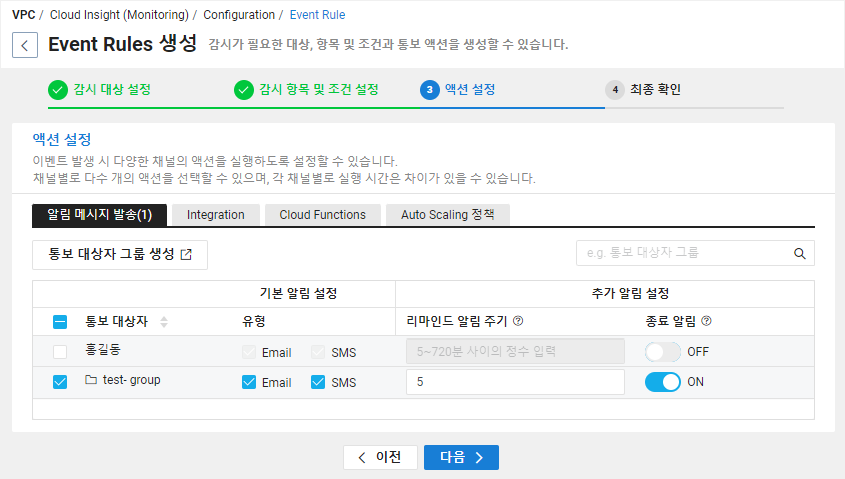 VPC / Cloud Insight (Monitoring) / Configuration / Event Rule
Event Rules 생성 감시가 필요한 대상, 항목 및 조건과 통보 액션을 생성할 수 있습니다.
감시 대상 설정 감시 항목 및 조건 설정 3 액션 설정 4 최종 확인
액션 설정
이벤트 발생 시 다양한 채널의 액션을 실행하도록 설정할 수 있습니다.
채널별로 다수 개의 액션을 선택할 수 있으며, 각 채널별로 실행 시간은 차이가 있을 수 있습니다.
알림 메시지 발송(1) Integration Cloud Functions Auto Scaling 정책
통보 대상자 그룹 생성 e.g. 통보 대상자 그룹
기본 알림 설정 추가 알림 설정
통보 대상자 유형 리마인드 알림 주기 ? 종료 알림 ?
홍길동 Email SMS 5~720분 사이의 정수 입력 OFF
test- group Email SMS 5 ON
이전 다음